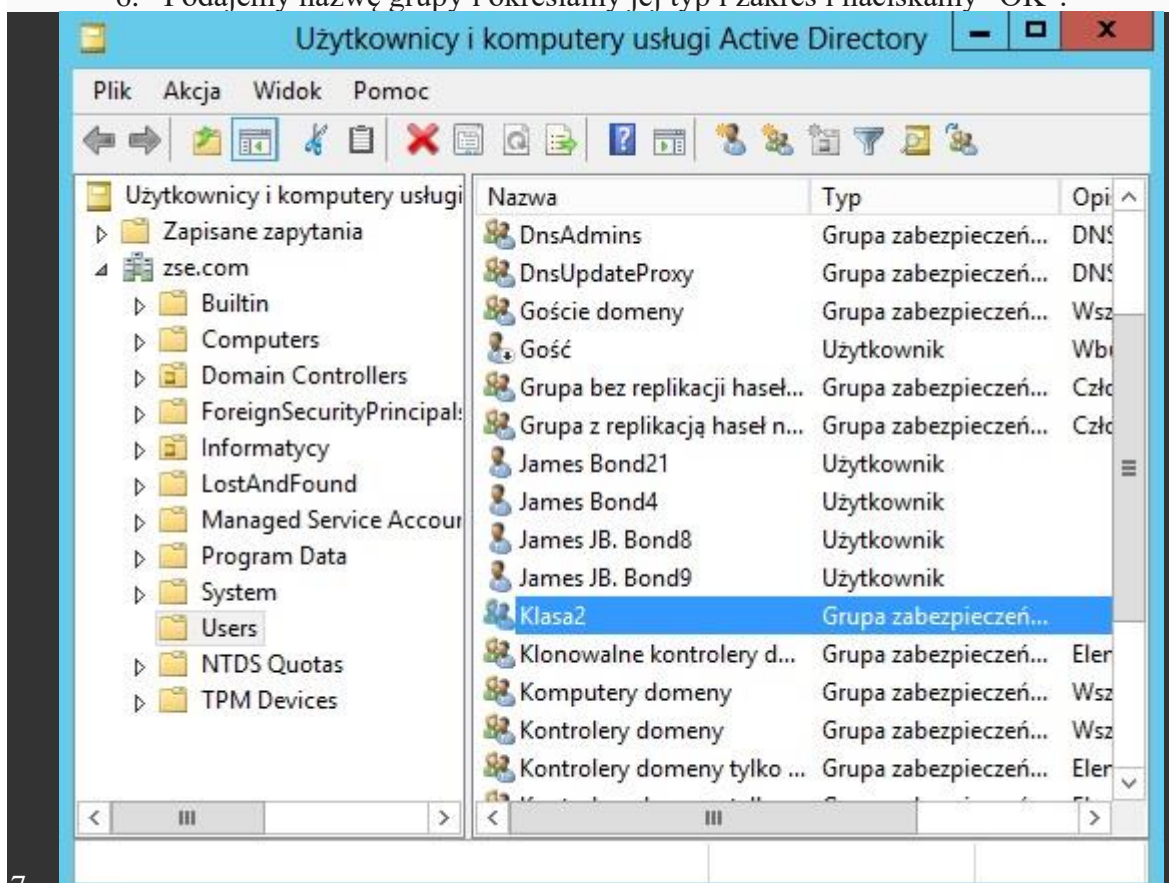 6. Podajemy nazwę grupy i określamy jej typ i zakres i naciskamy "OK".
Użytkownicy i komputery usługi Active Directory
Plik Akcja Widok Pomoc
Użytkownicy i komputery usługi
Zapisane zapytania
zse.com
Builtin
Computers
Domain Controllers
ForeignSecurityPrincipals
Informatycy
LostAndFound
Managed Service Accour
Program Data
System
Users
NTDS Quotas
TPM Devices
Nazwa Typ Opi
DnsAdmins Grupa zabezpieczeń... DNS
DnsUpdateProxy Grupa zabezpieczeń... DNS
Goście domeny Grupa zabezpieczeń... Wsz
Gość Użytkownik Wbu
Grupa bez replikacji haseł... Grupa zabezpieczeń... Czło
Grupa z replikacją haseł n... Grupa zabezpieczeń... Czło
James Bond21 Użytkownik
James Bond4 Użytkownik
James JB. Bond8 Użytkownik
James JB. Bond9 Użytkownik
Klasa2 Grupa zabezpieczeń...
Klonowalne kontrolery d... Grupa zabezpieczeń... Eler
Komputery domeny Grupa zabezpieczeń... Wsz
Kontrolery domeny Grupa zabezpieczeń... Wsz
Kontrolery domeny tylko ... Grupa zabezpieczeń... Eler
7